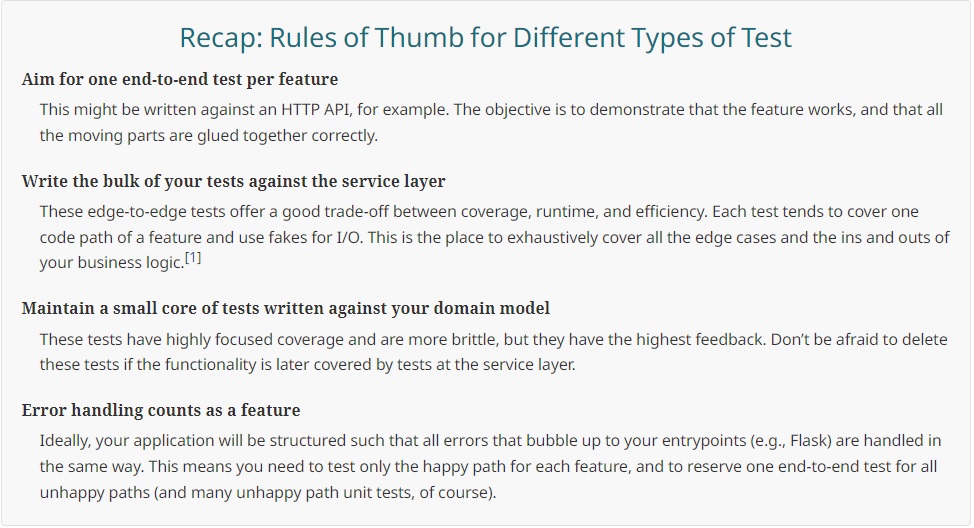 Recap: Rules of Thumb for Different Types of Test
Aim for one end-to-end test per feature
This might be written against an HTTP API, for example. The objective is to demonstrate that the feature works, and that all
the moving parts are glued together correctly.
Write the bulk of your tests against the service layer
These edge-to-edge tests offer a good trade-off between coverage, runtime, and efficiency. Each test tends to cover one
code path of a feature and use fakes for I/O. This is the place to exhaustively cover all the edge cases and the ins and outs of
your business logic.[1]
Maintain a small core of tests written against your domain model
These tests have highly focused coverage and are more brittle, but they have the highest feedback. Don’t be afraid to delete
these tests if the functionality is later covered by tests at the service layer.
Error handling counts as a feature
Ideally, your application will be structured such that all errors that bubble up to your entrypoints (e.g., Flask) are handled in
the same way. This means you need to test only the happy path for each feature, and to reserve one end-to-end test for all
unhappy paths (and many unhappy path unit tests, of course).